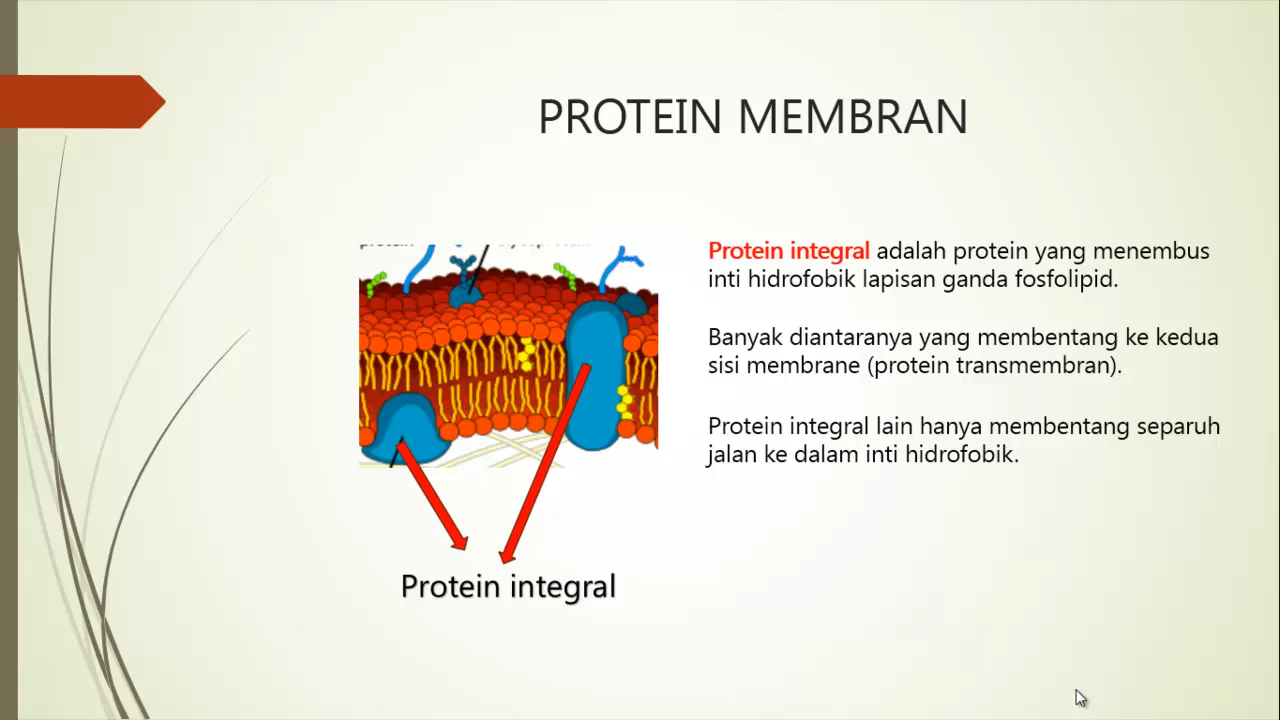 PROTEIN MEMBRAN
Protein integral adalah protein yang menembus
inti hidrofobik lapisan ganda fosfolipid.
Banyak diantaranya yang membentang ke kedua
sisi membrane (protein transmembran).
Protein integral lain hanya membentang separuh
jalan ke dalam inti hidrofobik.
Protein integral